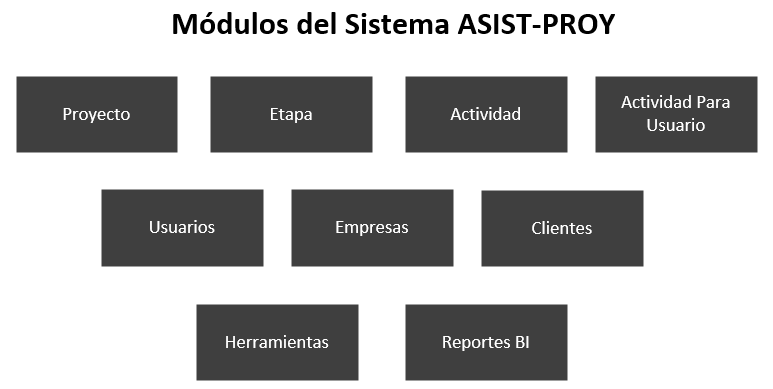 Módulos del Sistema ASIST-PROY
Proyecto
Etapa
Actividad
Actividad Para
Usuario
Usuarios
Empresas
Clientes
Herramientas
Reportes BI